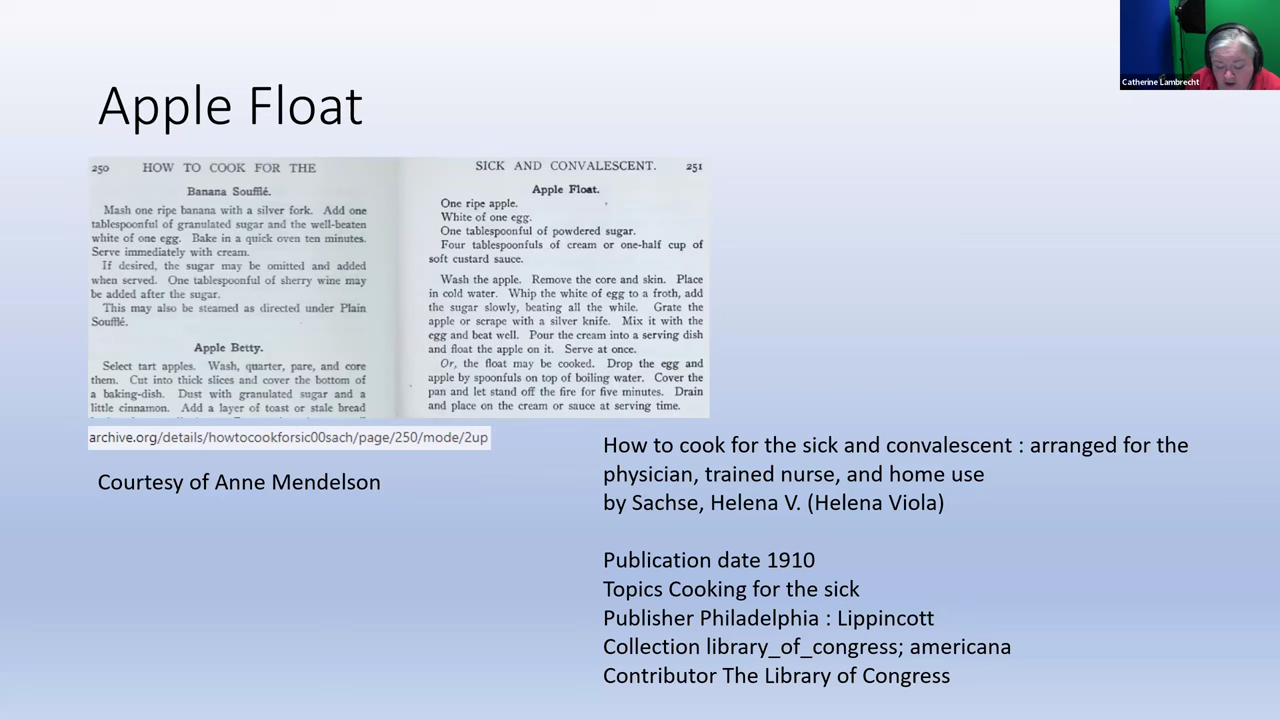 Catherine Lambrecht
Apple Float
250 HOW TO COOK FOR THE
Banana Soufflé.
Mash one ripe banana with a silver fork. Add one
tablespoonful of granulated sugar and the well-beaten
white of one egg. Bake in a quick oven ten minutes.
Serve immediately with cream.
If desired, the sugar may be omitted and added
when served. One tablespoonful of sherry wine may
be added after the sugar.
This may also be steamed as directed under Plain
Soufflé.
Apple Betty.
Select tart apples. Wash, quarter, pare, and core
them. Cut into thick slices and cover the bottom of
a baking-dish. Dust with granulated sugar and a
little cinnamon. Add a layer of toast or stale bread
SICK AND CONVALESCENT. 251
Apple Float.
One ripe apple.
White of one egg.
One tablespoonful of powdered sugar.
Four tablespoonfuls of cream or one-half cup of
soft custard sauce.
Wash the apple. Remove the core and skin. Place
in cold water. Whip the white of egg to a froth, add
the sugar slowly, beating all the while. Grate the
apple or scrape with a silver knife. Mix it with the
egg and beat well. Pour the cream into a serving dish
and float the apple on it. Serve at once.
Or, the float may be cooked. Drop the egg and
apple by spoonfuls on top of boiling water. Cover the
pan and let stand off the fire for five minutes. Drain
and place on the cream or sauce at serving time.
archive.org/details/howtocookforsic00sach/page/250/mode/2up
Courtesy of Anne Mendelson
How to cook for the sick and convalescent : arranged for the
physician, trained nurse, and home use
by Sachse, Helena V. (Helena Viola)
Publication date 1910
Topics Cooking for the sick
Publisher Philadelphia : Lippincott
Collection library_of_congress; americana
Contributor The Library of Congress